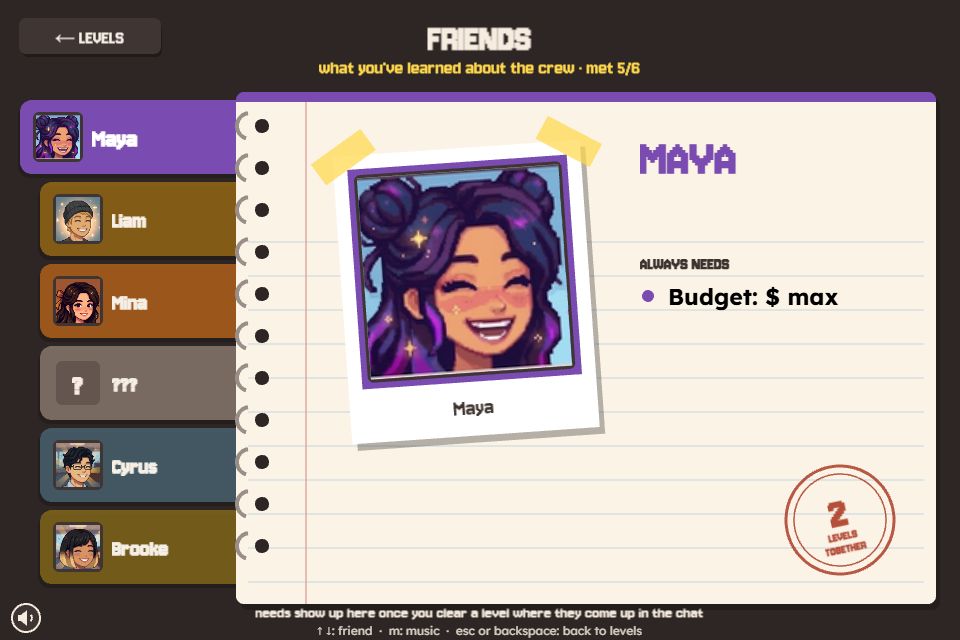 ← LEVELS
FRIENDS
what you've learned about the crew · met 5/6
Maya
Liam
Mina
?
???
Cyrus
Brooke
Maya
MAYA
ALWAYS NEEDS
Budget: $ max
2
LEVELS
TOGETHER
needs show up here once you clear a level where they come up in the chat
↑↓: friend · m: music · esc or backspace: back to levels